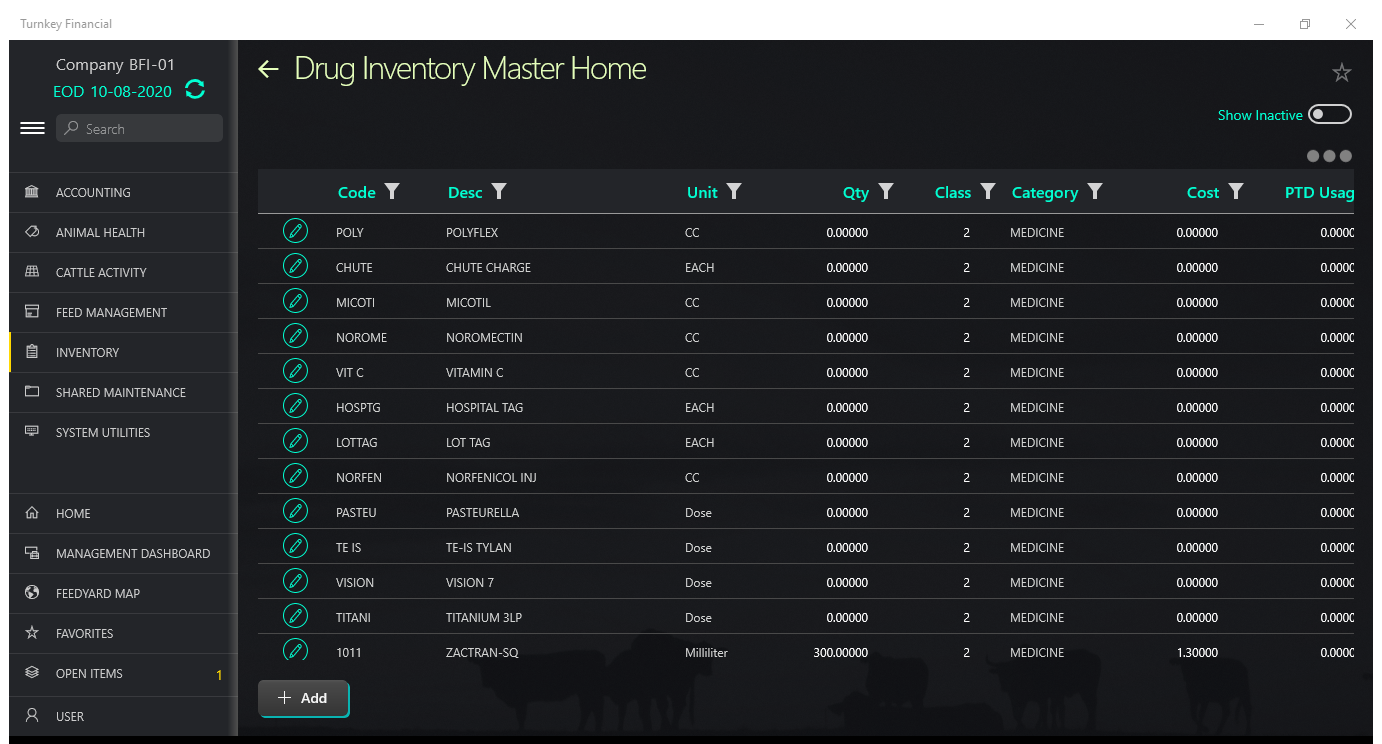 Turnkey Financial
Company BFI-01
EOD 10-08-2020
Search
ACCOUNTING
ANIMAL HEALTH
CATTLE ACTIVITY
FEED MANAGEMENT
INVENTORY
SHARED MAINTENANCE
SYSTEM UTILITIES
HOME
MANAGEMENT DASHBOARD
FEEDYARD MAP
FAVORITES
OPEN ITEMS 1
USER
Drug Inventory Master Home
Show Inactive
Code Desc Unit Qty Class Category Cost PTD Usag
POLY POLYFLEX CC 0.00000 2 MEDICINE 0.00000 0.0000
CHUTE CHUTE CHARGE EACH 0.00000 2 MEDICINE 0.00000 0.0000
MICOTI MICOTIL CC 0.00000 2 MEDICINE 0.00000 0.0000
NOROME NOROMECTIN CC 0.00000 2 MEDICINE 0.00000 0.0000
VIT C VITAMIN C CC 0.00000 2 MEDICINE 0.00000 0.0000
HOSPTG HOSPITAL TAG EACH 0.00000 2 MEDICINE 0.00000 0.0000
LOTTAG LOT TAG EACH 0.00000 2 MEDICINE 0.00000 0.0000
NORFEN NORFENICOL INJ CC 0.00000 2 MEDICINE 0.00000 0.0000
PASTEU PASTEURELLA Dose 0.00000 2 MEDICINE 0.00000 0.0000
TE IS TE-IS TYLAN Dose 0.00000 2 MEDICINE 0.00000 0.0000
VISION VISION 7 Dose 0.00000 2 MEDICINE 0.00000 0.0000
TITANI TITANIUM 3LP Dose 0.00000 2 MEDICINE 0.00000 0.0000
1011 ZACTRAN-SQ Milliliter 300.00000 2 MEDICINE 1.30000 0.0000
Add